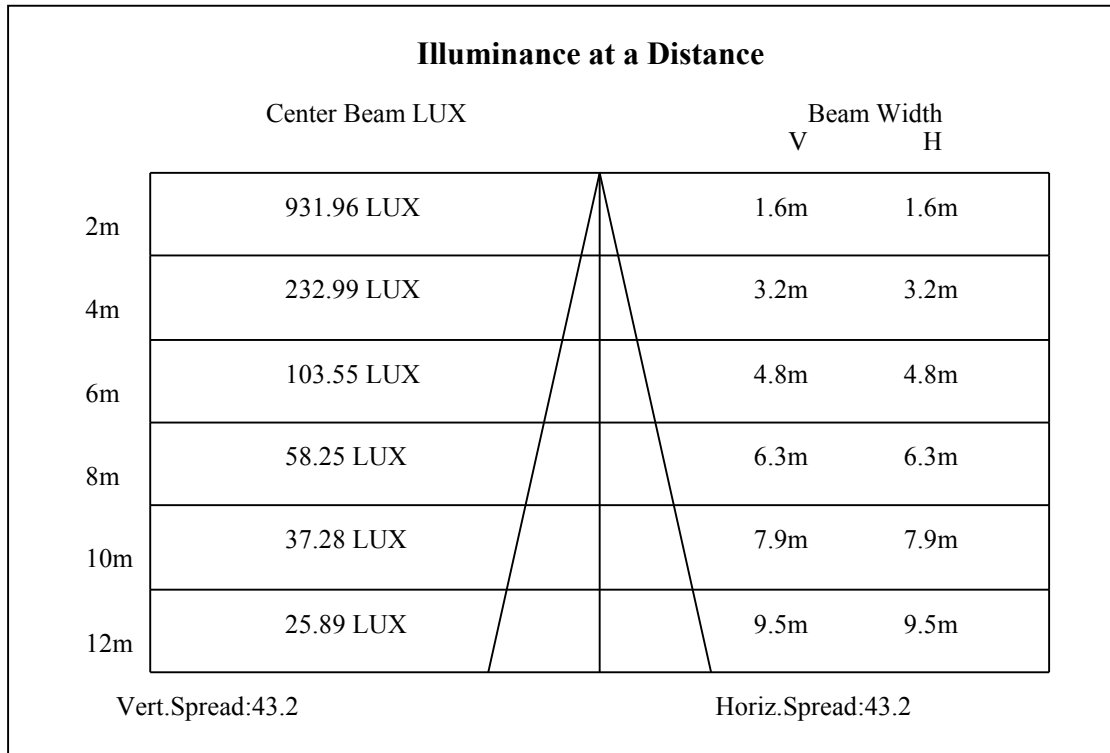 Illuminance at a Distance
Center Beam LUX Beam Width
V H
931.96 LUX 1.6m 1.6m
2m
232.99 LUX 3.2m 3.2m
4m
103.55 LUX 4.8m 4.8m
6m
58.25 LUX 6.3m 6.3m
8m
37.28 LUX 7.9m 7.9m
10m
25.89 LUX 9.5m 9.5m
12m
Vert.Spread:43.2 Horiz.Spread:43.2